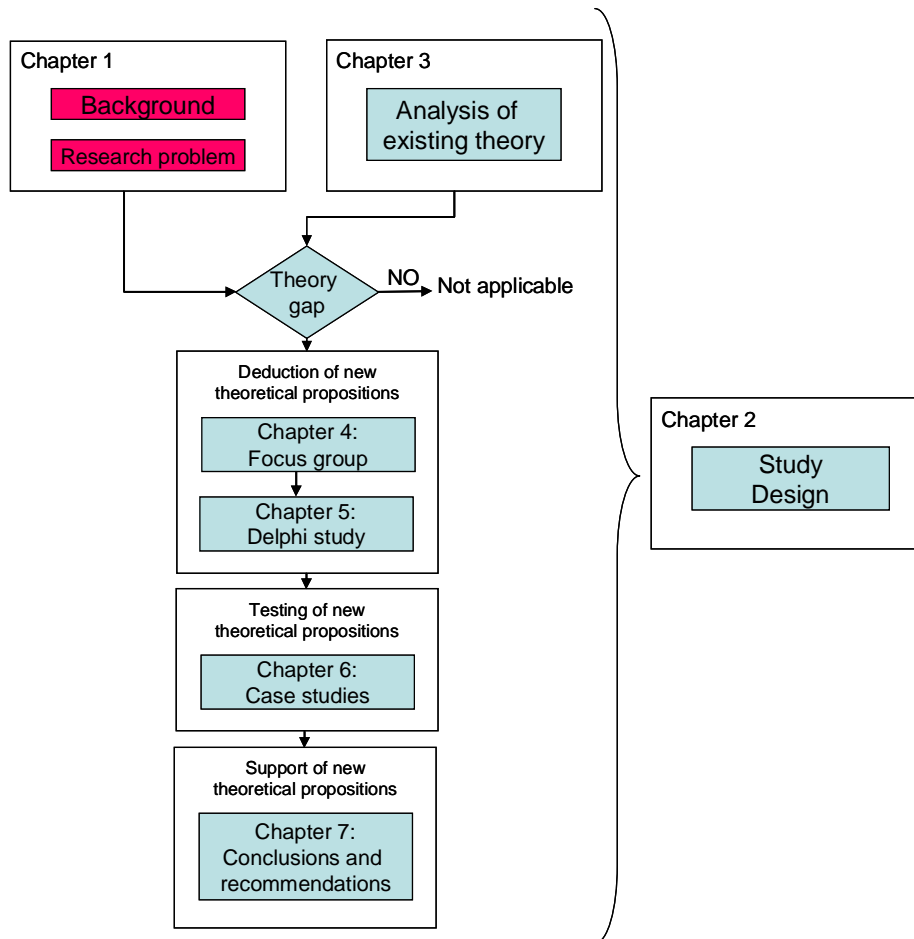 Chapter 1
Background
Research problem
Chapter 3
Analysis of
existing theory
Theory
gap
NO
Not applicable
Deduction of new
theoretical propositions
Chapter 4:
Focus group
Chapter 5:
Delphi study
Testing of new
theoretical propositions
Chapter 6:
Case studies
Support of new
theoretical propositions
Chapter 7:
Conclusions and
recommendations
Chapter 2
Study
Design